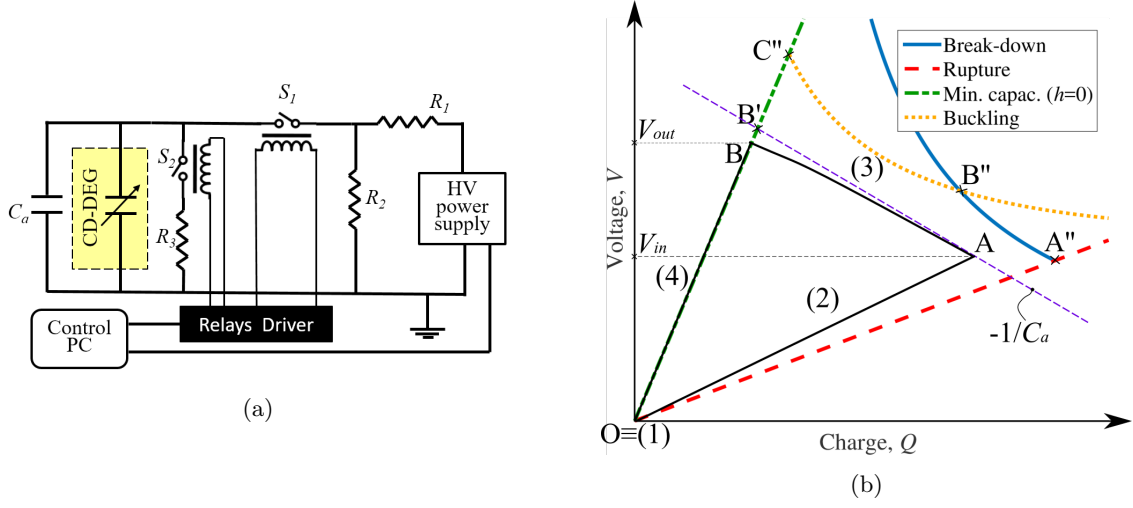 S₁
R₁
S₂
CD-DEG
Cₐ
R₃
R₂
HV
power
supply
Relays Driver
Control
PC
(a)
Voltage, V
Vₒᵤₜ
Vᵢₙ
C"
B'
B
(3)
B"
A
A"
(4)
(2)
-1/Cₐ
O≡(1)
Charge, Q
Break-down
Rupture
Min. capac. (h=0)
Buckling
(b)